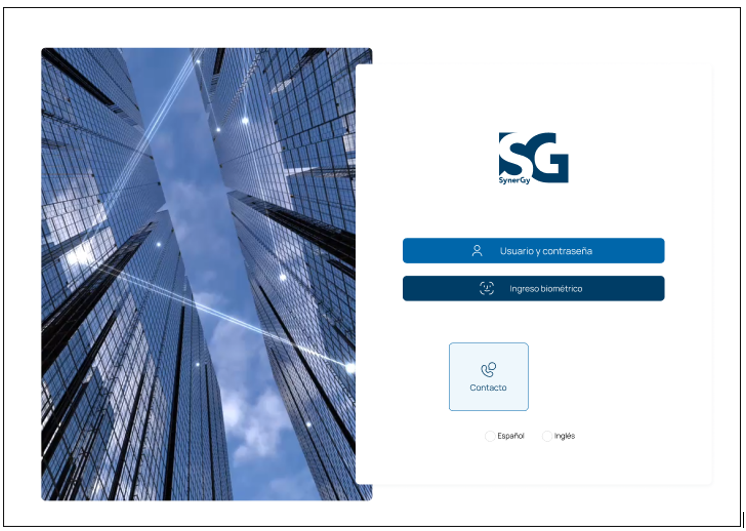 SG
SynerGy
Usuario y contraseña
Ingreso biométrico
Contacto
Español
Inglés